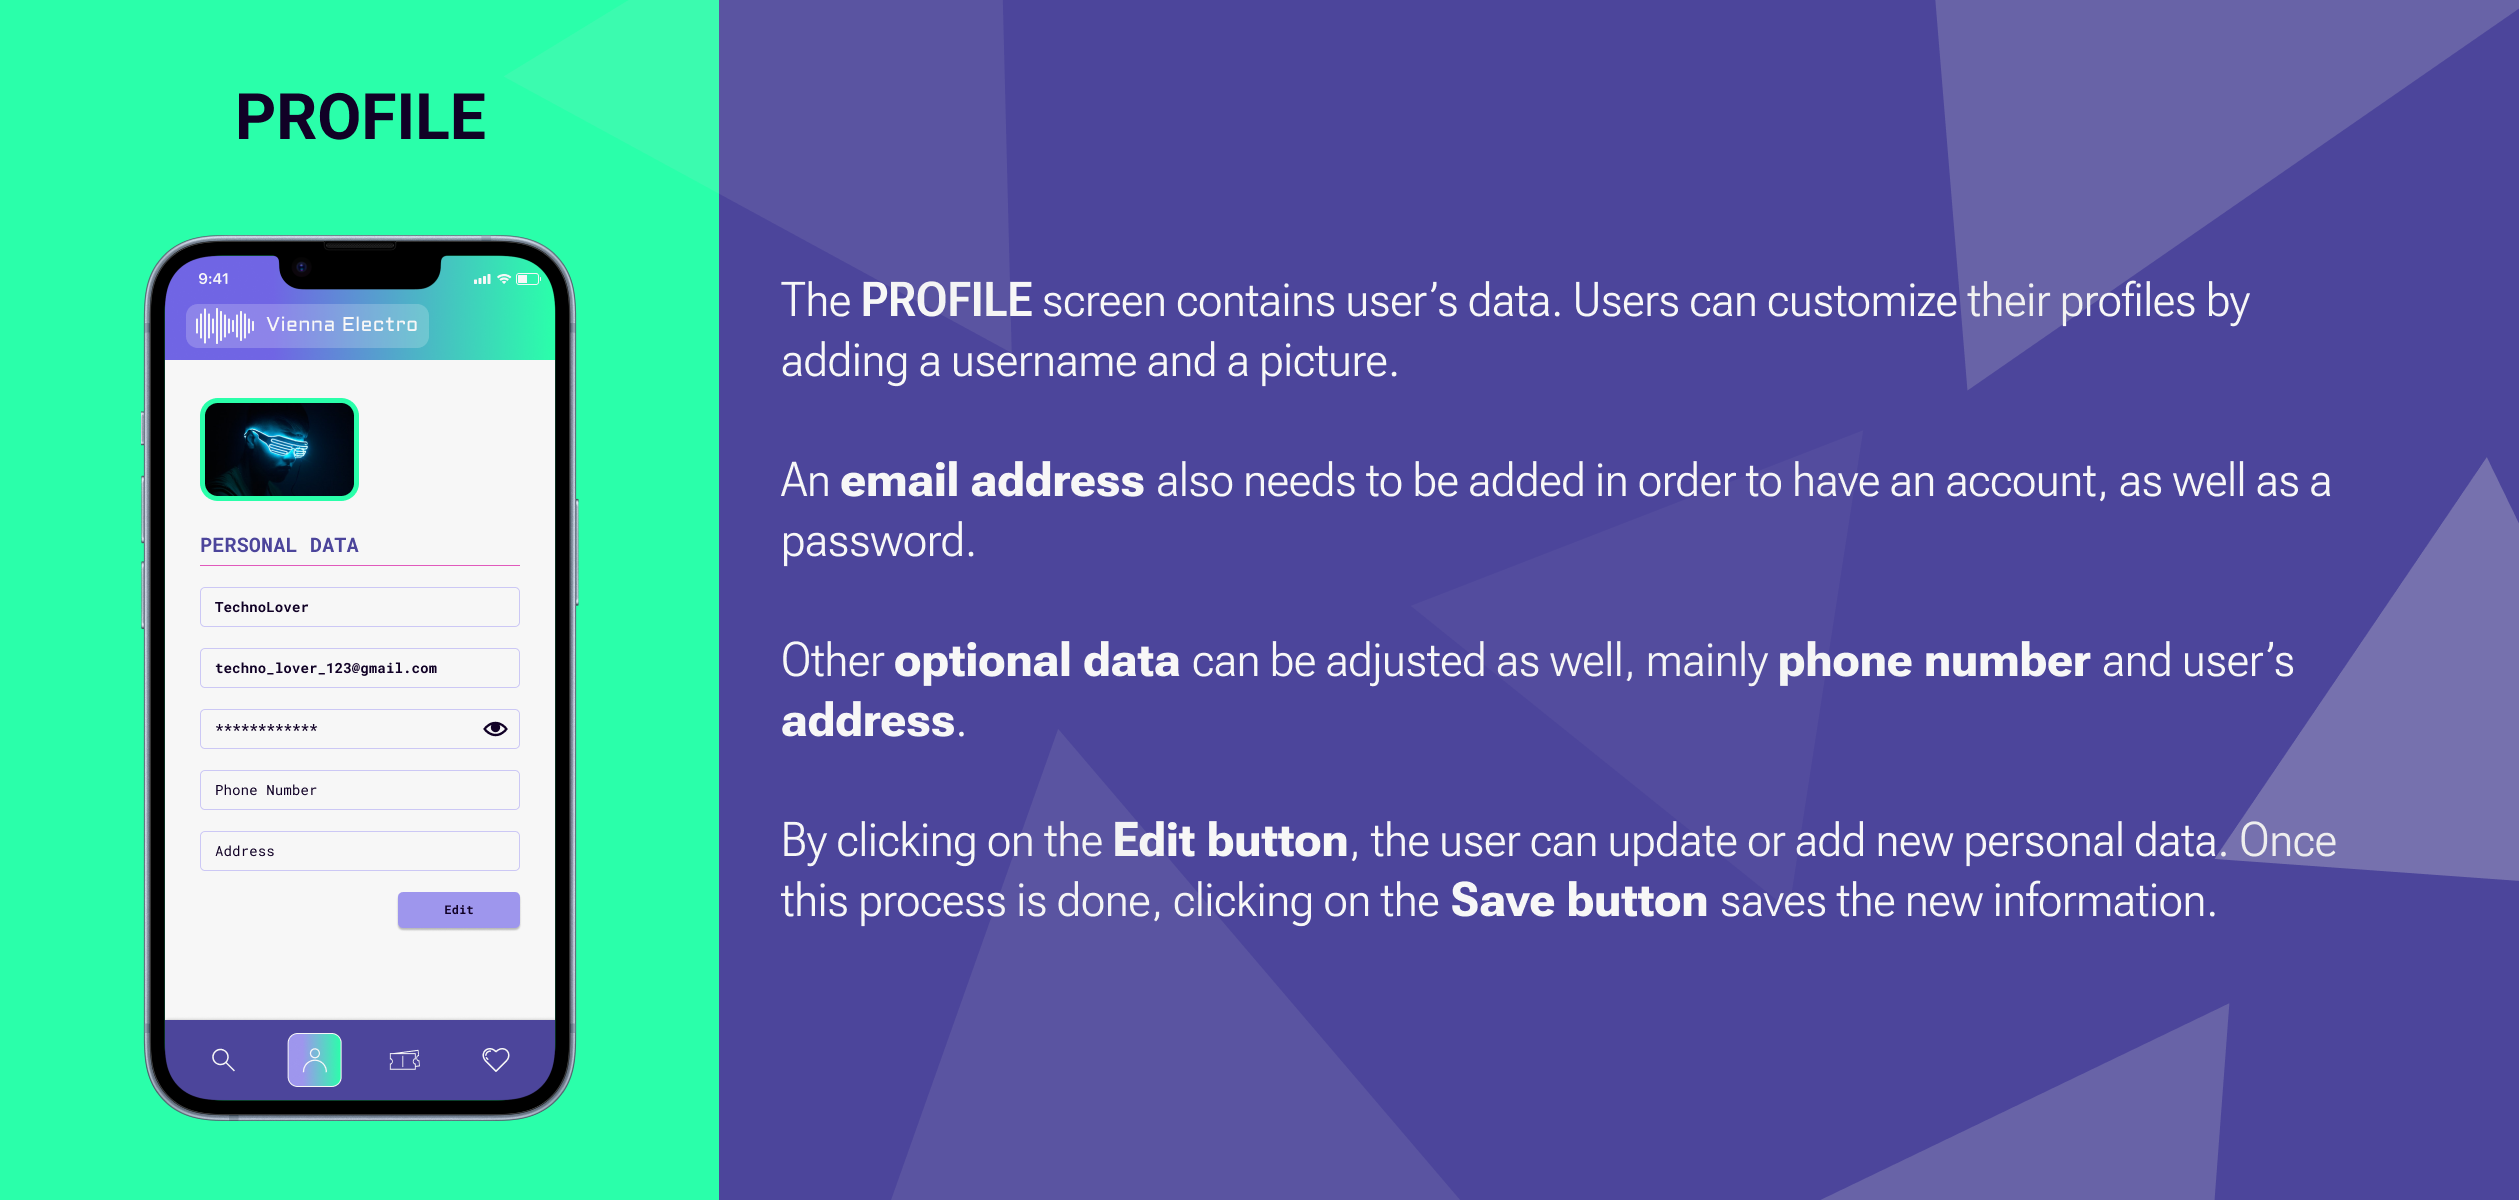 PROFILE
9:41
Vienna Electro
PERSONAL DATA
TechnoLover
techno_lover_123@gmail.com
************
Phone Number
Address
Edit
The PROFILE screen contains user’s data. Users can customize their profiles by
adding a username and a picture.
An email address also needs to be added in order to have an account, as well as a
password.
Other optional data can be adjusted as well, mainly phone number and user’s
address.
By clicking on the Edit button, the user can update or add new personal data. Once
this process is done, clicking on the Save button saves the new information.